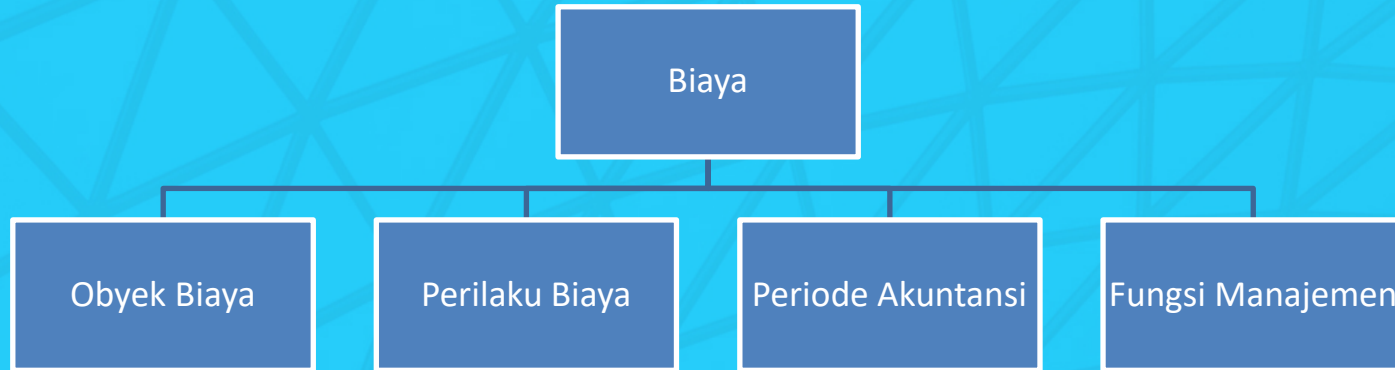 Biaya
Obyek Biaya
Perilaku Biaya
Periode Akuntansi
Fungsi Manajemen